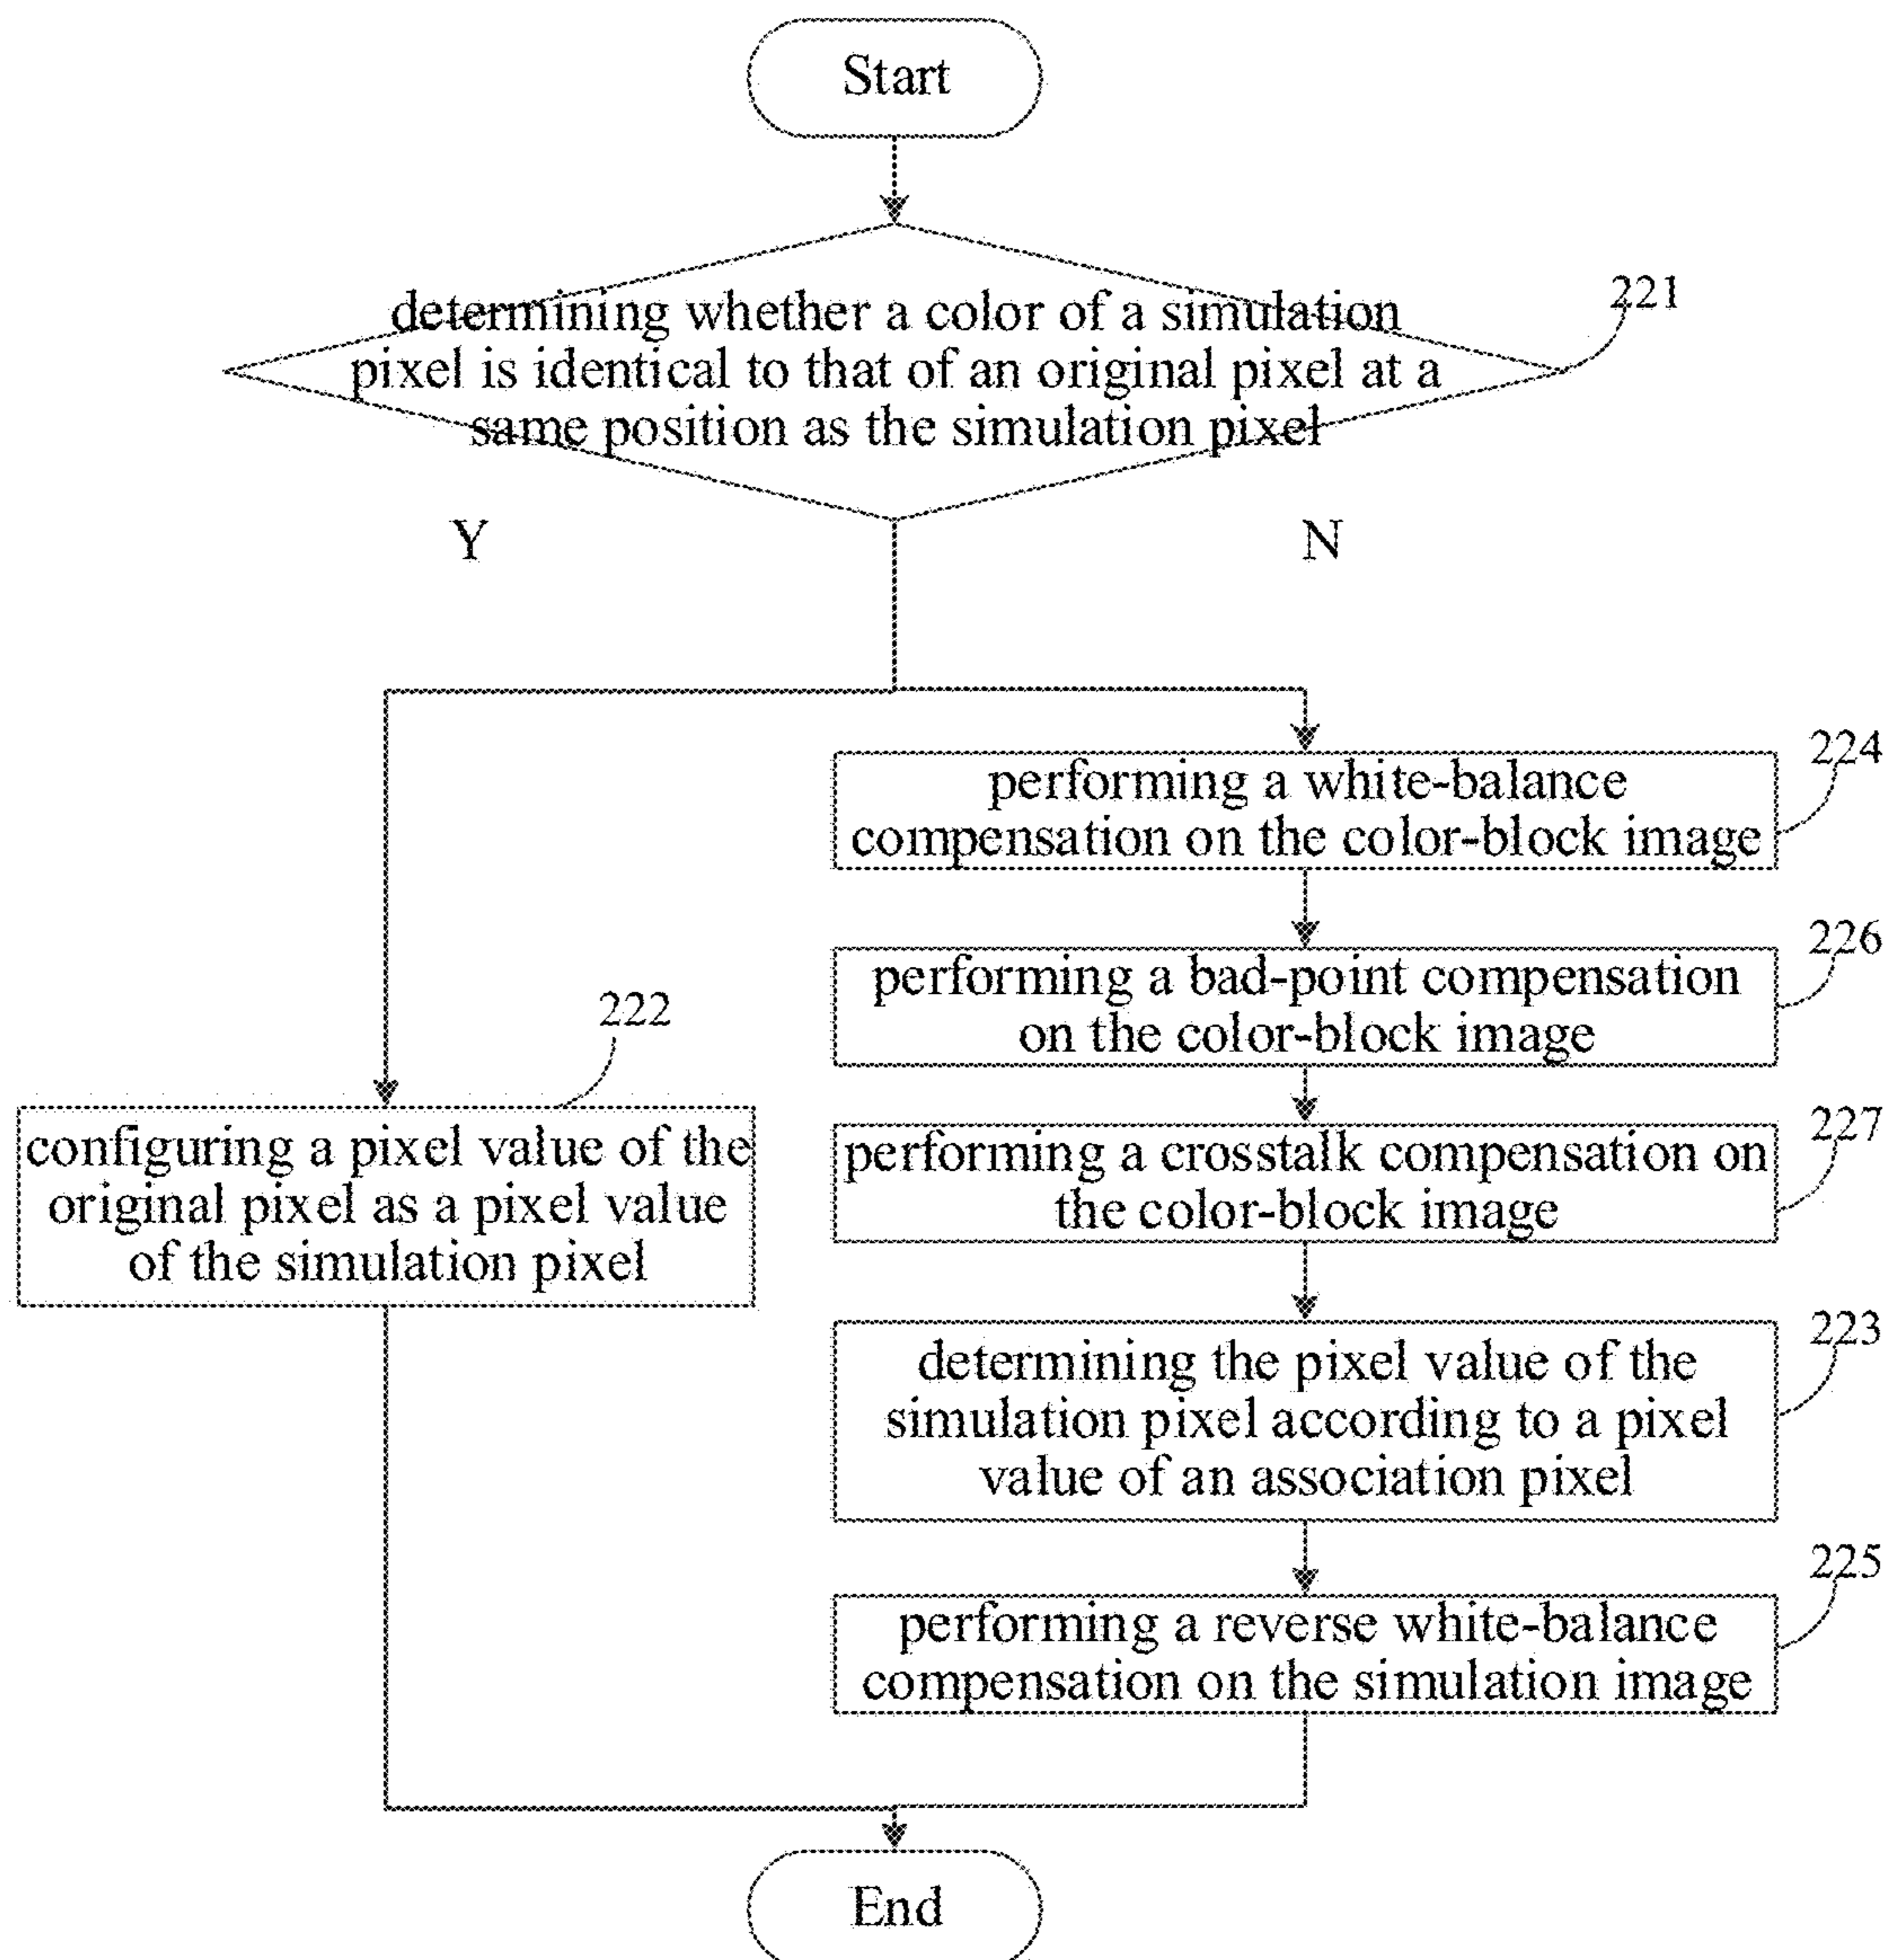 Start
221
determining whether a color of a simulation
pixel is identical to that of an original pixel at a
same position as the simulation pixel
Y
N
224
performing a white-balance
compensation on the color-block image
226
performing a bad-point compensation
on the color-block image
222
configuring a pixel value of the
original pixel as a pixel value
of the simulation pixel
227
performing a crosstalk compensation on
the color-block image
223
determining the pixel value of the
simulation pixel according to a pixel
value of an association pixel
225
performing a reverse white-balance
compensation on the simulation image
End